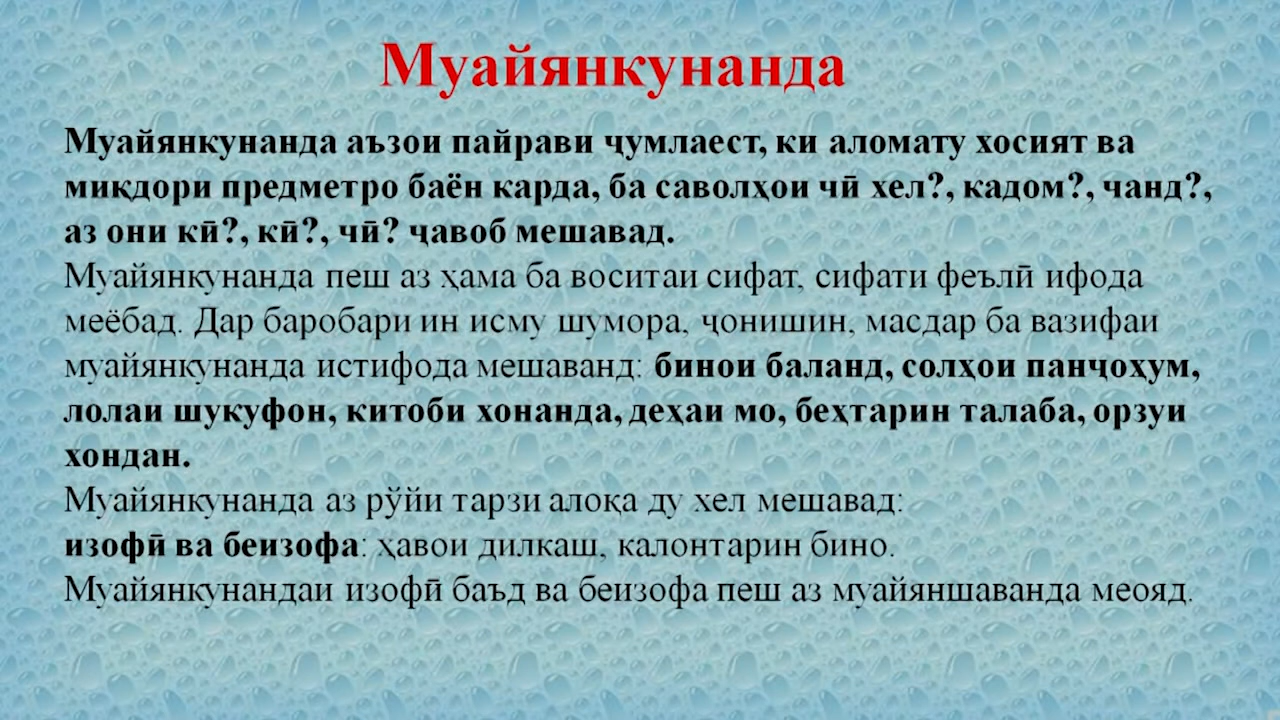 Муайянкунанда
Муайянкунанда аъзои пайрави ҷумлаест, ки аломату хосият ва
миқдори предметро баён карда, ба саволҳои чӣ хел?, кадом?, чанд?,
аз они кӣ?, кӣ?, чӣ? ҷавоб мешавад.
Муайянкунанда пеш аз ҳама ба воситаи сифат, сифати феълӣ ифода
меёбад. Дар баробари ин исму шумора, ҷонишин, масдар ба вазифаи
муайянкунанда истифода мешаванд: бинои баланд, солҳои панҷоҳум,
лолаи шукуфон, китоби хонанда, деҳаи мо, беҳтарин талаба, орзуи
хондан.
Муайянкунанда аз рӯйи тарзи алоқа ду хел мешавад:
изофӣ ва беизофа: ҳавои дилкаш, калонтарин бино.
Муайянкунандаи изофӣ баъд ва беизофа пеш аз муайяншаванда меояд.